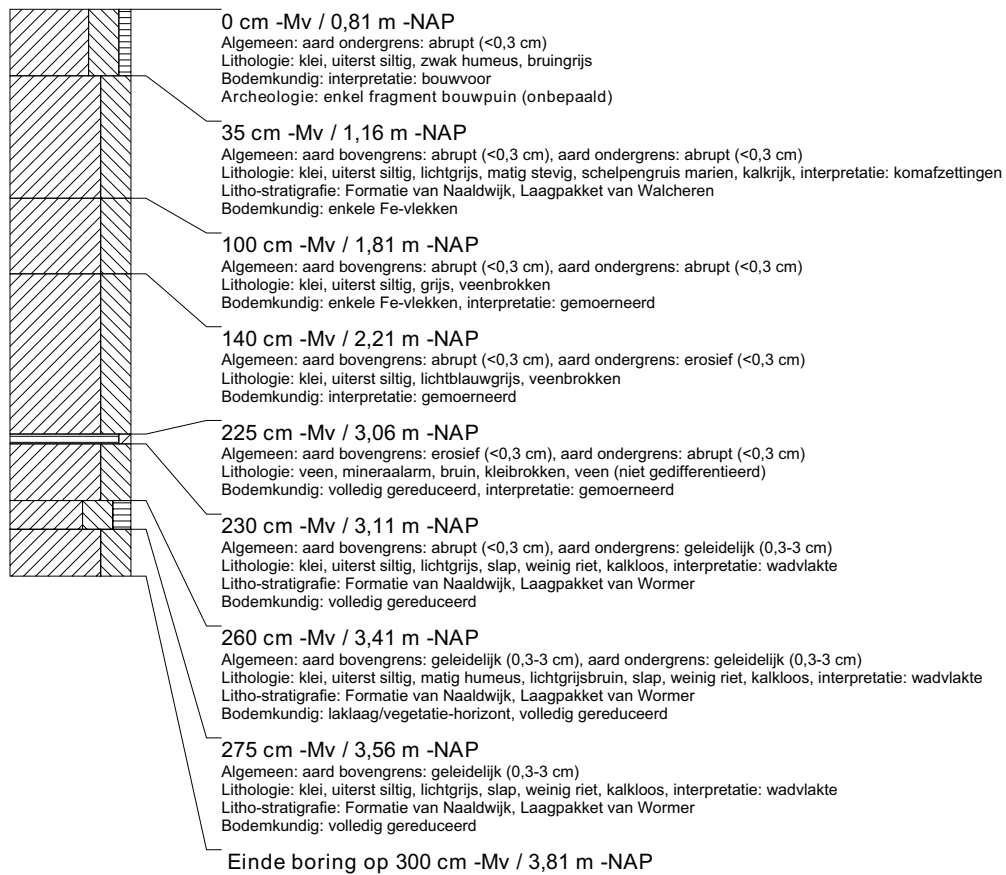 0 cm -Mv / 0,81 m -NAP
Algemeen: aard ondergrens: abrupt (<0,3 cm)
Lithologie: klei, uiterst siltig, zwak humeus, bruingrijs
Bodemkundig: interpretatie: bouwvoor
Archeologie: enkel fragment bouwpuin (onbepaald)
35 cm -Mv / 1,16 m -NAP
Algemeen: aard bovengrens: abrupt (<0,3 cm), aard ondergrens: abrupt (<0,3 cm)
Lithologie: klei, uiterst siltig, lichtgrijs, matig stevig, schelpengruis marien, kalkrijk, interpretatie: komafzettingen
Litho-stratigrafie: Formatie van Naaldwijk, Laagpakket van Walcheren
Bodemkundig: enkele Fe-vlekken
100 cm -Mv / 1,81 m -NAP
Algemeen: aard bovengrens: abrupt (<0,3 cm), aard ondergrens: abrupt (<0,3 cm)
Lithologie: klei, uiterst siltig, grijs, veenbrokken
Bodemkundig: enkele Fe-vlekken, interpretatie: gemoerneerd
140 cm -Mv / 2,21 m -NAP
Algemeen: aard bovengrens: abrupt (<0,3 cm), aard ondergrens: erosief (<0,3 cm)
Lithologie: klei, uiterst siltig, lichtblauwgrijs, veenbrokken
Bodemkundig: interpretatie: gemoerneerd
225 cm -Mv / 3,06 m -NAP
Algemeen: aard bovengrens: erosief (<0,3 cm), aard ondergrens: abrupt (<0,3 cm)
Lithologie: veen, mineraalarm, bruin, kleibrokken, veen (niet gedifferentieerd)
Bodemkundig: volledig gereduceerd, interpretatie: gemoerneerd
230 cm -Mv / 3,11 m -NAP
Algemeen: aard bovengrens: abrupt (<0,3 cm), aard ondergrens: geleidelijk (0,3-3 cm)
Lithologie: klei, uiterst siltig, lichtgrijs, slap, weinig riet, kalkloos, interpretatie: wadvlakte
Litho-stratigrafie: Formatie van Naaldwijk, Laagpakket van Wormer
Bodemkundig: volledig gereduceerd
260 cm -Mv / 3,41 m -NAP
Algemeen: aard bovengrens: geleidelijk (0,3-3 cm), aard ondergrens: geleidelijk (0,3-3 cm)
Lithologie: klei, uiterst siltig, matig humeus, lichtgrijsbruin, slap, weinig riet, kalkloos, interpretatie: wadvlakte
Litho-stratigrafie: Formatie van Naaldwijk, Laagpakket van Wormer
Bodemkundig: laklaag/vegetatie-horizont, volledig gereduceerd
275 cm -Mv / 3,56 m -NAP
Algemeen: aard bovengrens: geleidelijk (0,3-3 cm)
Lithologie: klei, uiterst siltig, lichtgrijs, slap, weinig riet, kalkloos, interpretatie: wadvlakte
Litho-stratigrafie: Formatie van Naaldwijk, Laagpakket van Wormer
Bodemkundig: volledig gereduceerd
Einde boring op 300 cm -Mv / 3,81 m -NAP